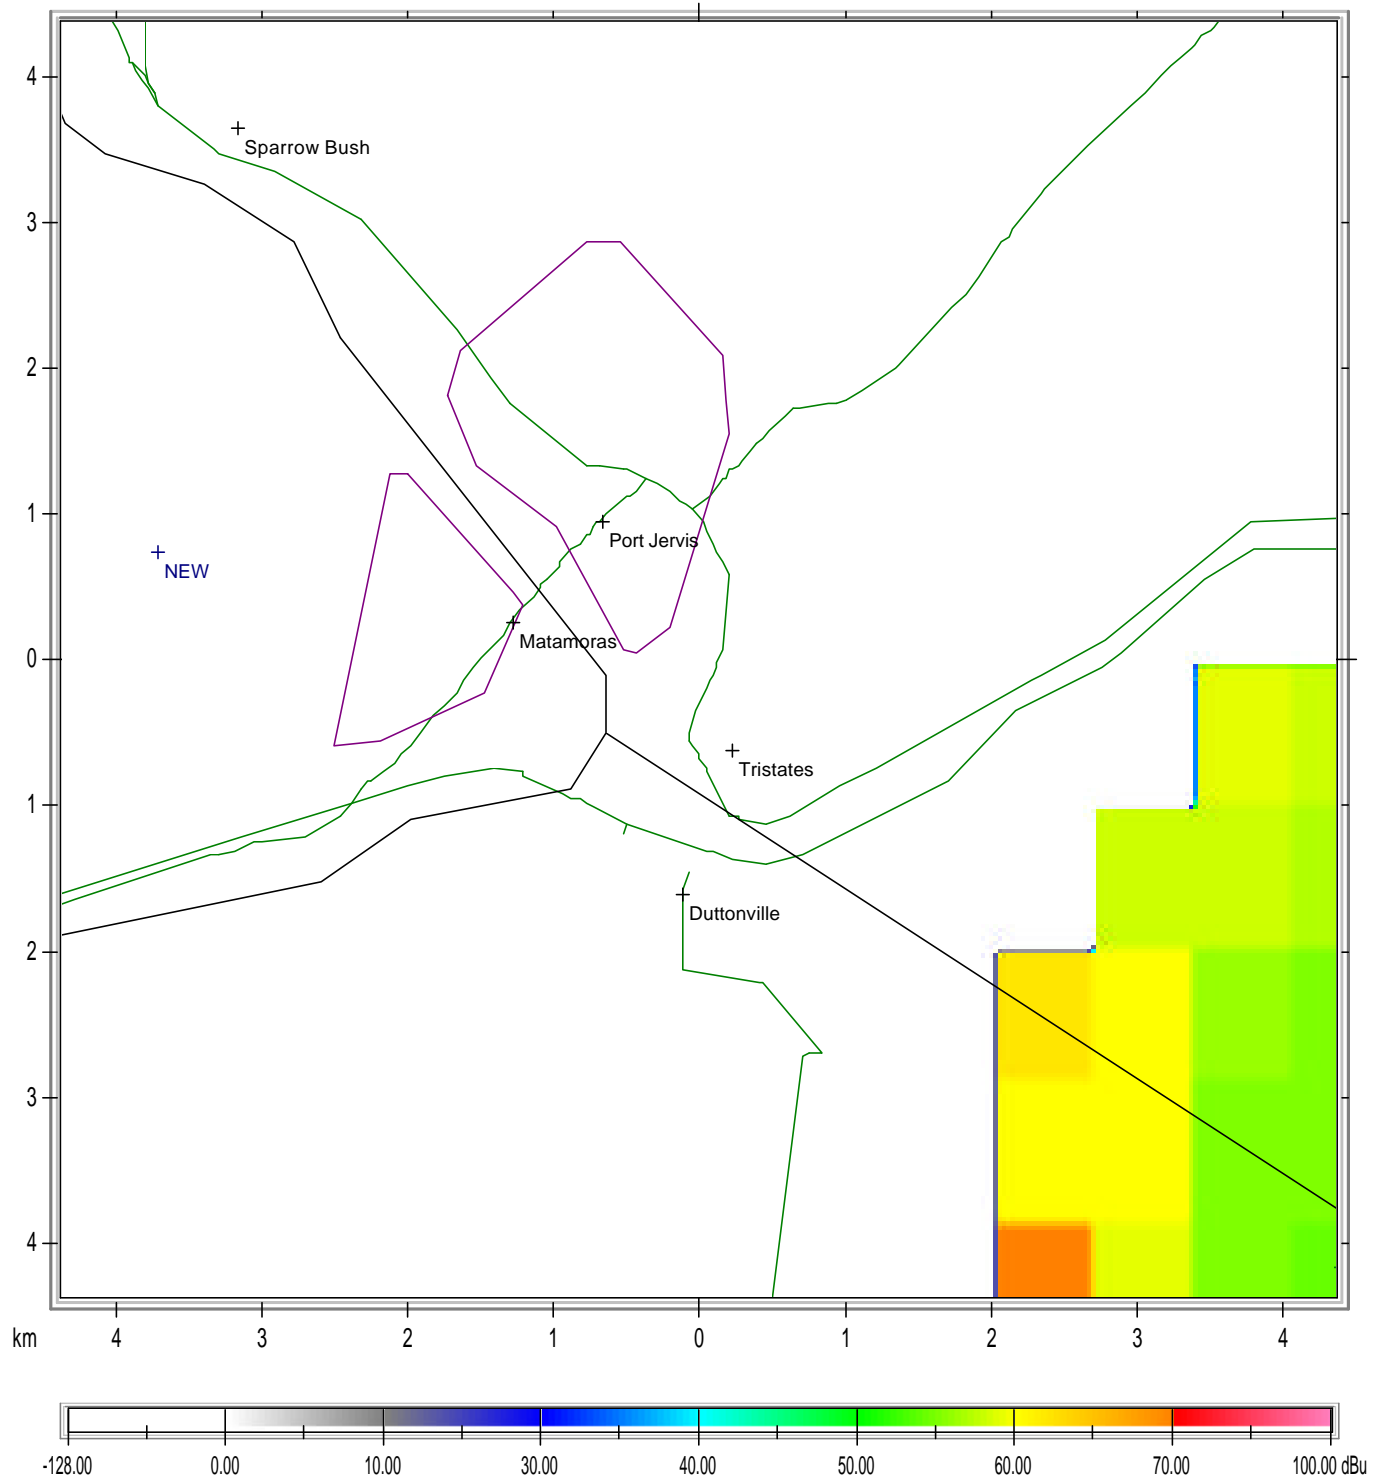 4
Sparrow Bush
3
2
1
Port Jervis
NEW
Matamoras
0
Tristates
1
Duttonville
2
3
4
km 4 3 2 1 0 1 2 3 4
-128.00 0.00 10.00 30.00 40.00 50.00 60.00 70.00 100.00 dBu